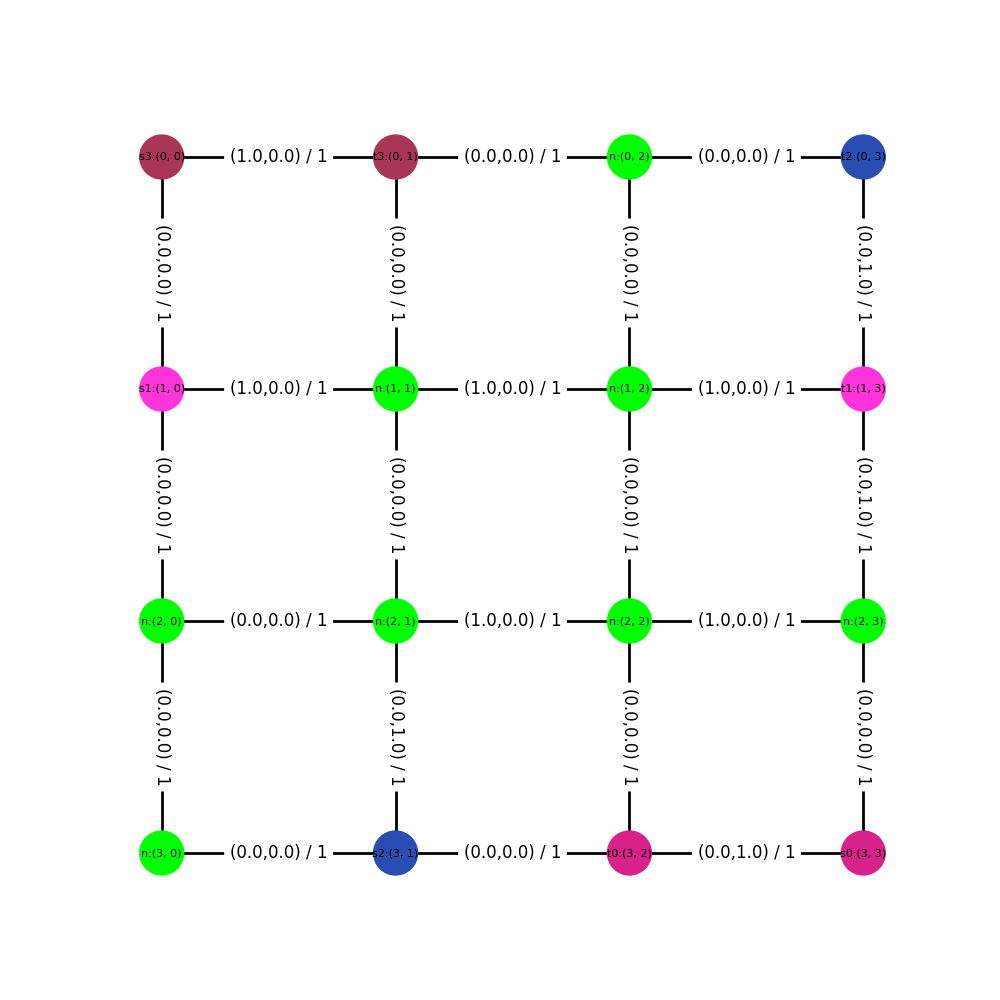 s3:(0, 0) (1.0,0.0) / 1 t3:(0, 1) (0.0,0.0) / 1 n:(0, 2) (0.0,0.0) / 1 t2:(0, 3)
(0.0,0.0) / 1 (0.0,0.0) / 1 (0.0,0.0) / 1 (0.0,1.0) / 1
s1:(1, 0) (1.0,0.0) / 1 n:(1, 1) (1.0,0.0) / 1 n:(1, 2) (1.0,0.0) / 1 t1:(1, 3)
(0.0,0.0) / 1 (0.0,0.0) / 1 (0.0,0.0) / 1 (0.0,1.0) / 1
n:(2, 0) (0.0,0.0) / 1 n:(2, 1) (1.0,0.0) / 1 n:(2, 2) (1.0,0.0) / 1 n:(2, 3)
(0.0,0.0) / 1 (0.0,1.0) / 1 (0.0,0.0) / 1 (0.0,0.0) / 1
n:(3, 0) (0.0,0.0) / 1 s2:(3, 1) (0.0,0.0) / 1 t0:(3, 2) (0.0,1.0) / 1 s0:(3, 3)